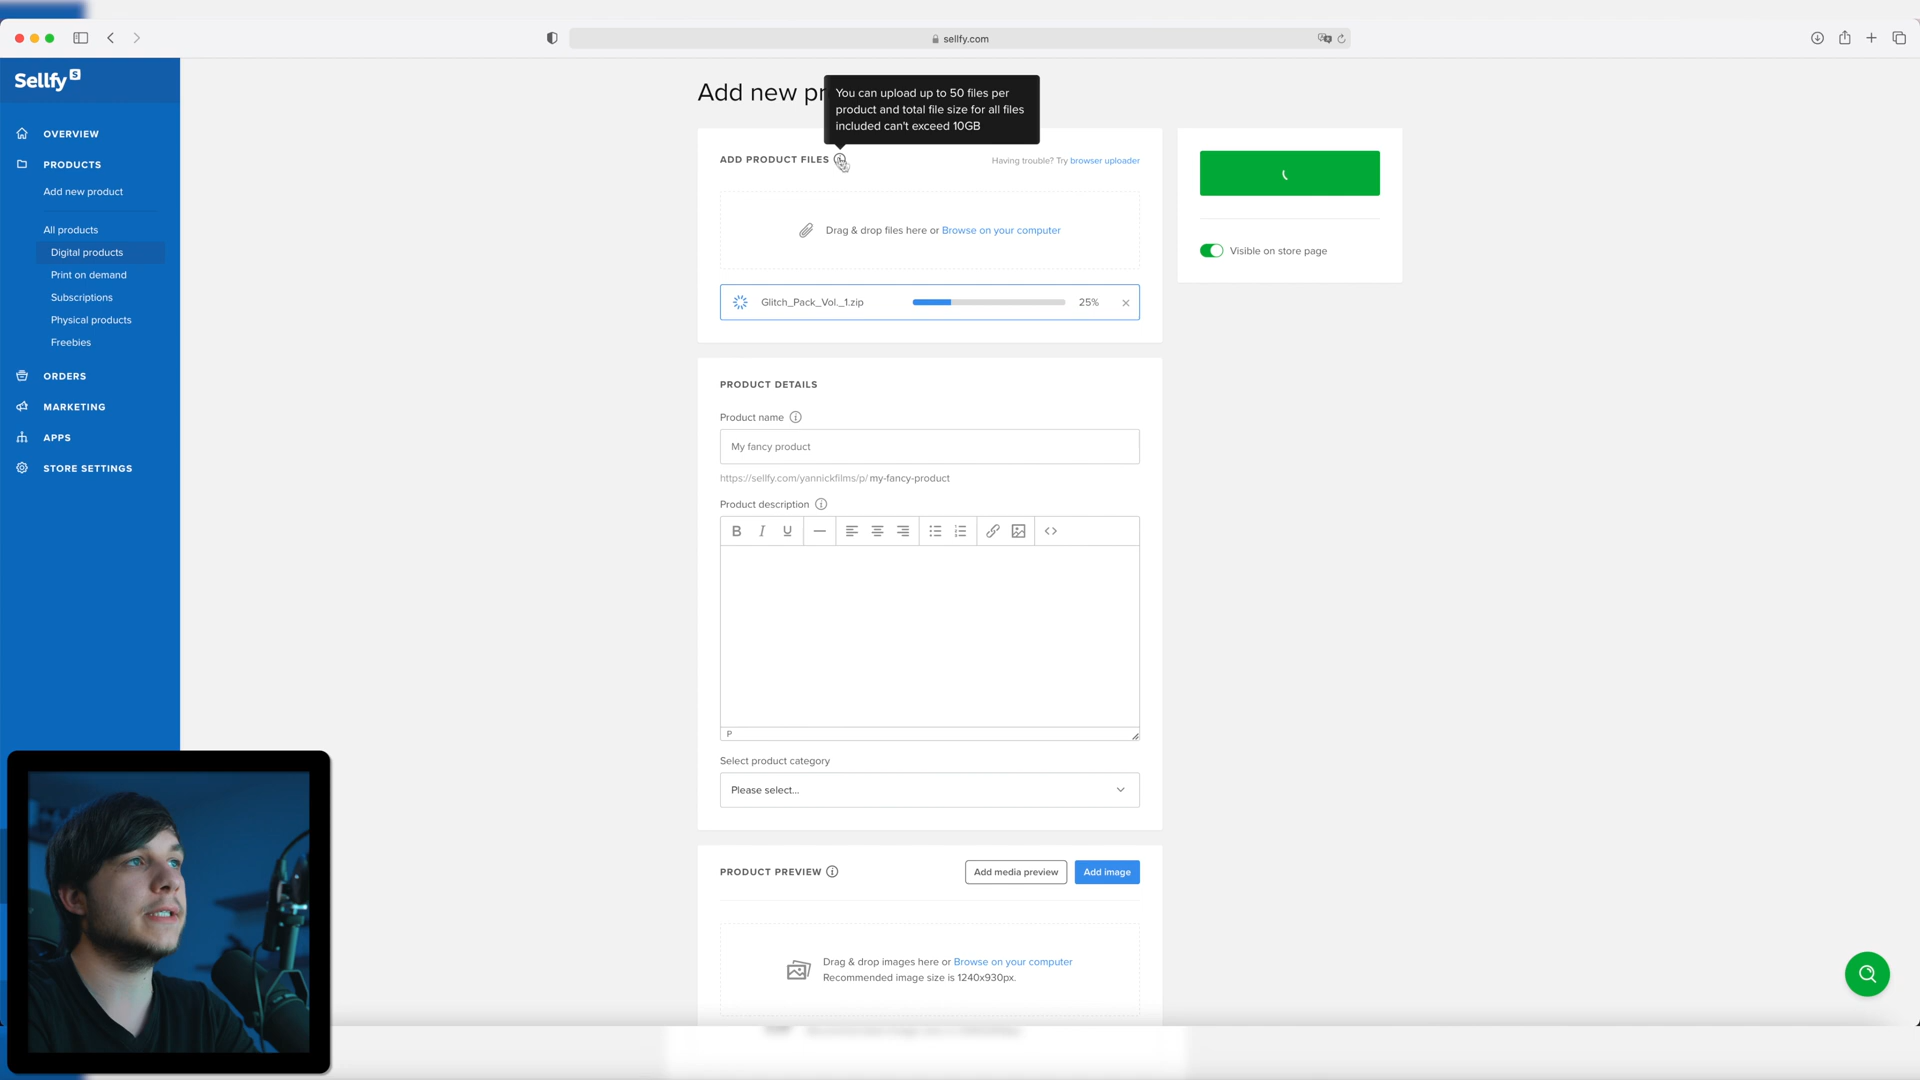 sellfy.com
Sellfy S
OVERVIEW
PRODUCTS
Add new product
All products
Digital products
Print on demand
Subscriptions
Physical products
Freebies
ORDERS
MARKETING
APPS
STORE SETTINGS
Add new pr
You can upload up to 50 files per
product and total file size for all files
included can't exceed 10GB
ADD PRODUCT FILES
Having trouble? Try browser uploader
Drag & drop files here or Browse on your computer
Glitch_Pack_Vol._1.zip 25%
Visible on store page
PRODUCT DETAILS
Product name
My fancy product
https://sellfy.com/yannickfilms/p/ my-fancy-product
Product description
B I U
P
Select product category
Please select...
PRODUCT PREVIEW
Add media preview Add image
Drag & drop images here or Browse on your computer
Recommended image size is 1240x930px.